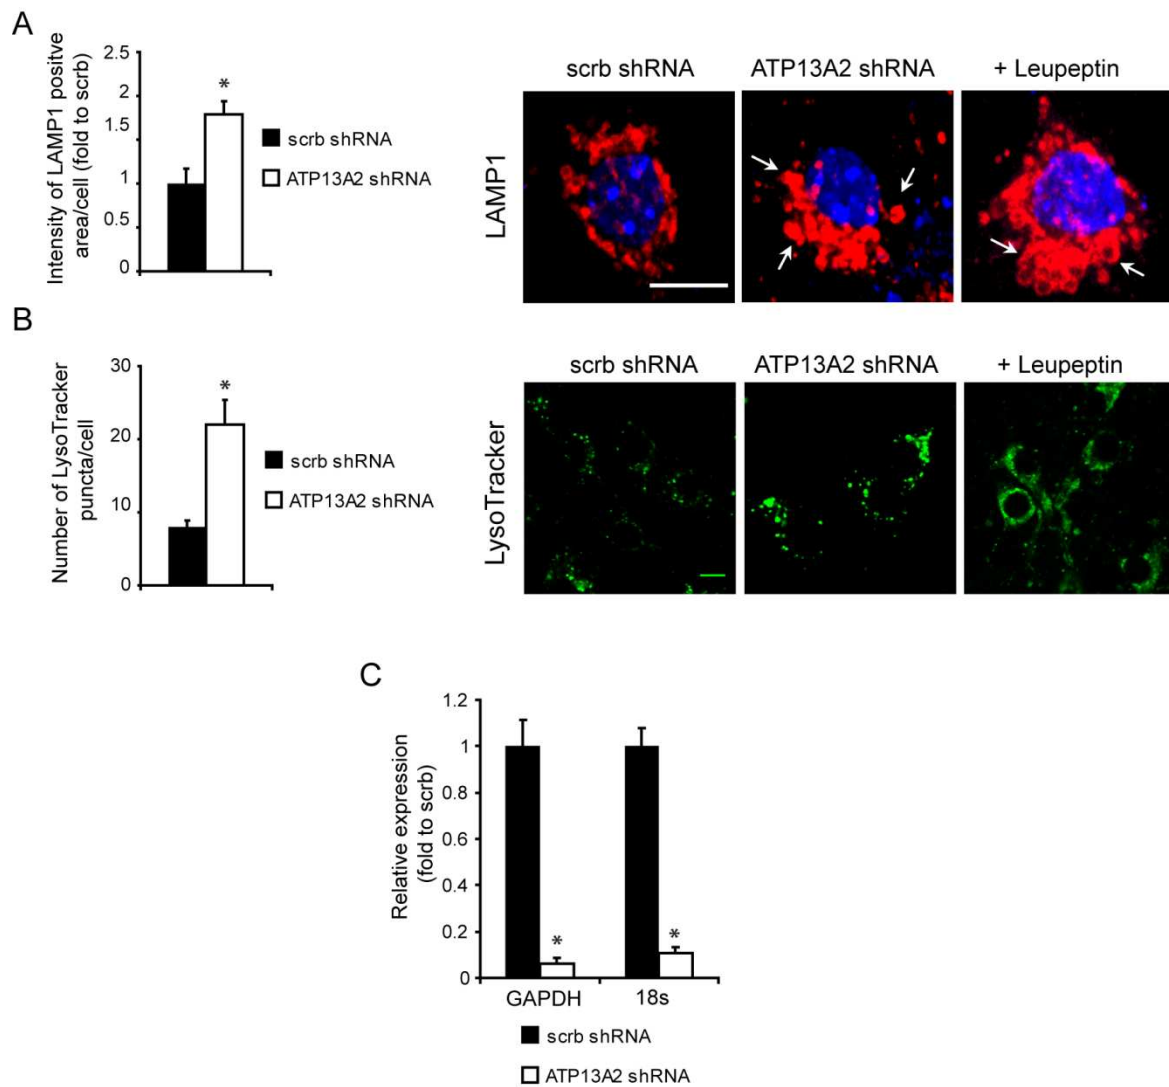 A
Intensity of LAMP1 positve
area/cell (fold to scrb)
2.5
2
1.5
1
0.5
0
*
scrb shRNA
ATP13A2 shRNA
scrb shRNA
ATP13A2 shRNA
+ Leupeptin
LAMP1
B
Number of LysoTracker
puncta/cell
30
20
10
0
*
scrb shRNA
ATP13A2 shRNA
scrb shRNA
ATP13A2 shRNA
+ Leupeptin
LysoTracker
C
Relative expression
(fold to scrb)
1.2
1
0.8
0.6
0.4
0.2
0
*
*
GAPDH
18s
scrb shRNA
ATP13A2 shRNA